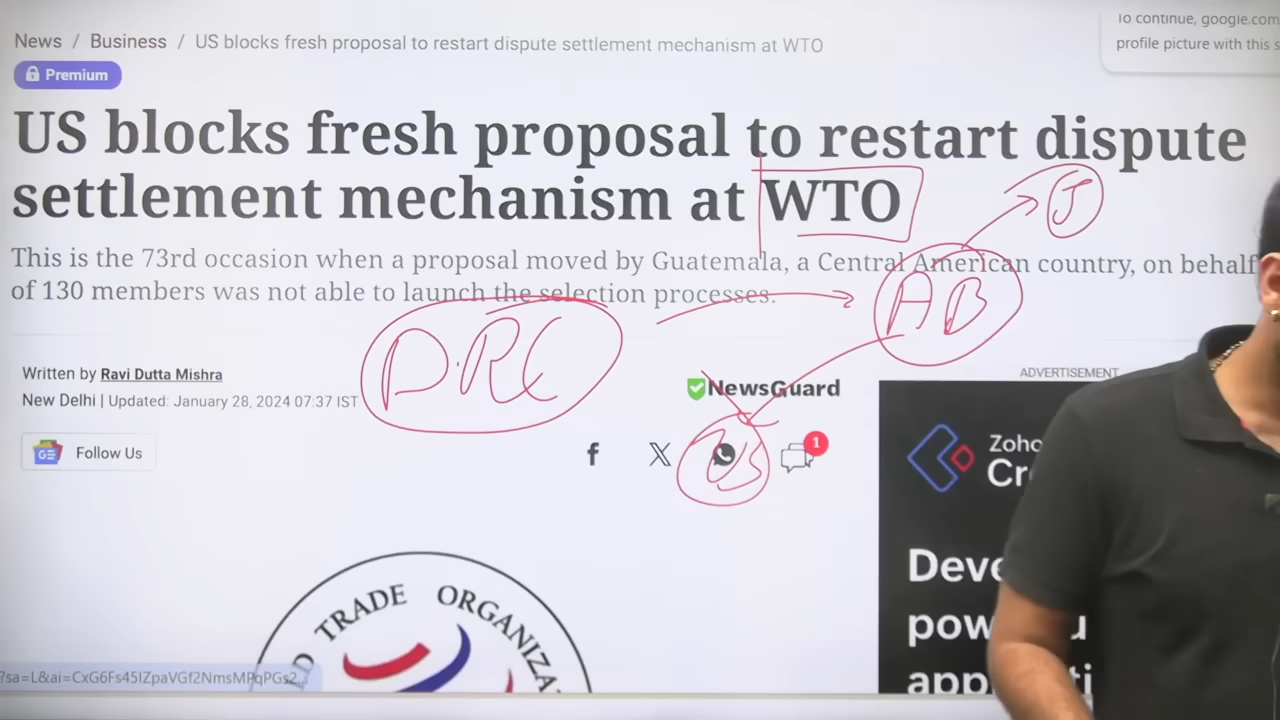 News / Business / US blocks fresh proposal to restart dispute settlement mechanism at WTO
To continue, google.com
profile picture with this s
Premium
US blocks fresh proposal to restart dispute
settlement mechanism at WTO
J
This is the 73rd occasion when a proposal moved by Guatemala, a Central American country, on behalf
of 130 members was not able to launch the selection processes.
AB
Written by Ravi Dutta Mishra
New Delhi | Updated: January 28, 2024 07:37 IST
NewsGuard
ADVERTISEMENT
GE Follow Us
US
1
Zoho
Cr
Deve
pow u
app ti
D TRADE ORGANIZA